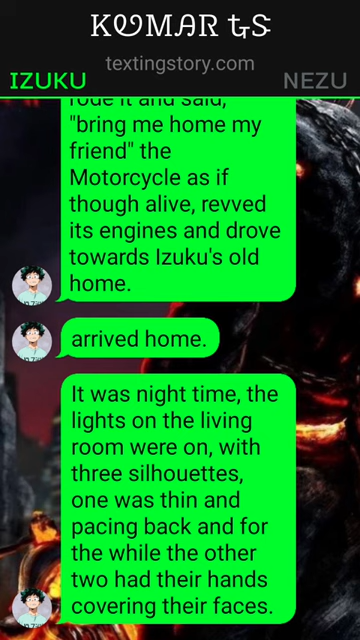 KUMAR GS
textingstory.com
IZUKU NEZU
rode it and said,
"bring me home my
friend" the
Motorcycle as if
though alive, revved
its engines and drove
towards Izuku's old
home.
arrived home.
It was night time, the
lights on the living
room were on, with
three silhouettes,
one was thin and
pacing back and for
the while the other
two had their hands
covering their faces.